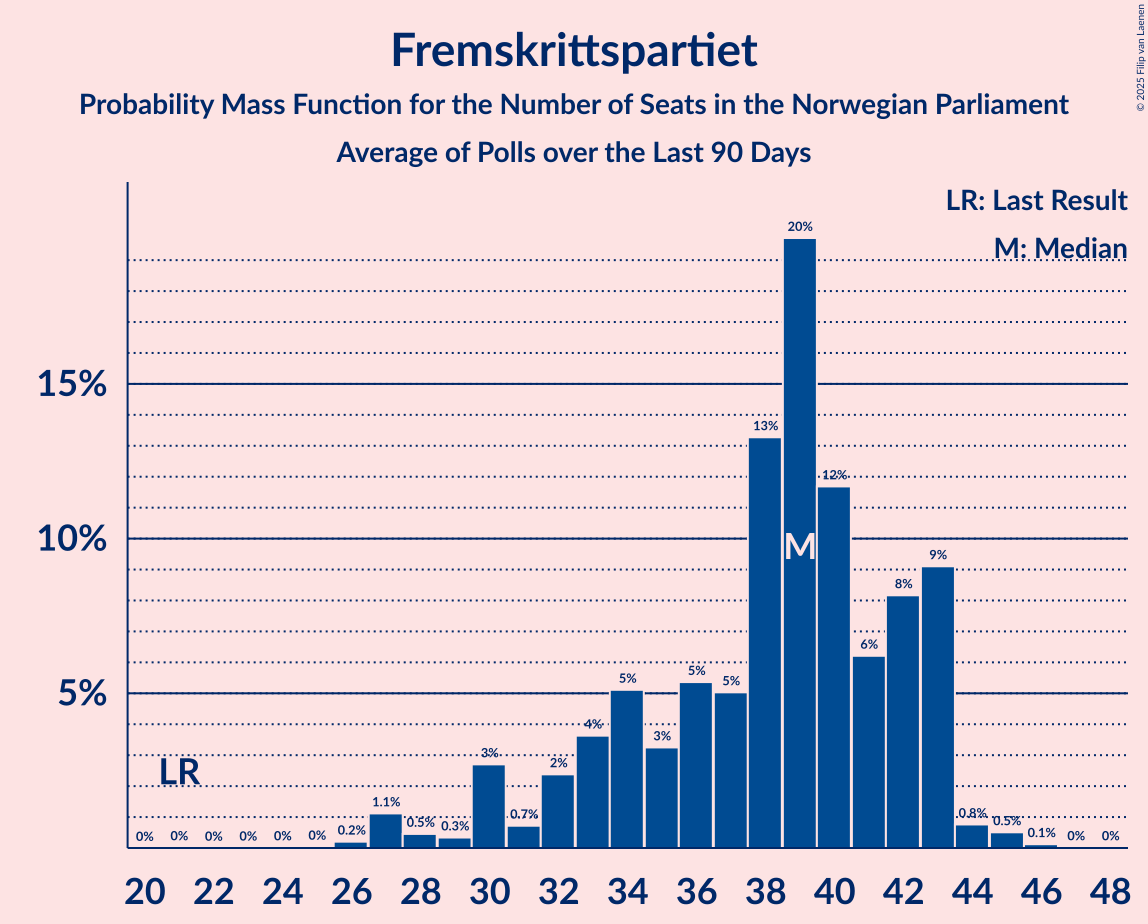 Fremskrittspartiet
Probability Mass Function for the Number of Seats in the Norwegian Parliament
Average of Polls over the Last 90 Days
© 2025 Filip van Laenen
LR: Last Result
M: Median
15%
10%
5%
LR
M
0% 0% 0% 0% 0% 0% 0.2% 1.1% 0.5% 0.3% 3% 0.7% 2% 4% 5% 3% 5% 5% 13% 20% 12% 6% 8% 9% 0.8% 0.5% 0.1% 0% 0%
20 22 24 26 28 30 32 34 36 38 40 42 44 46 48